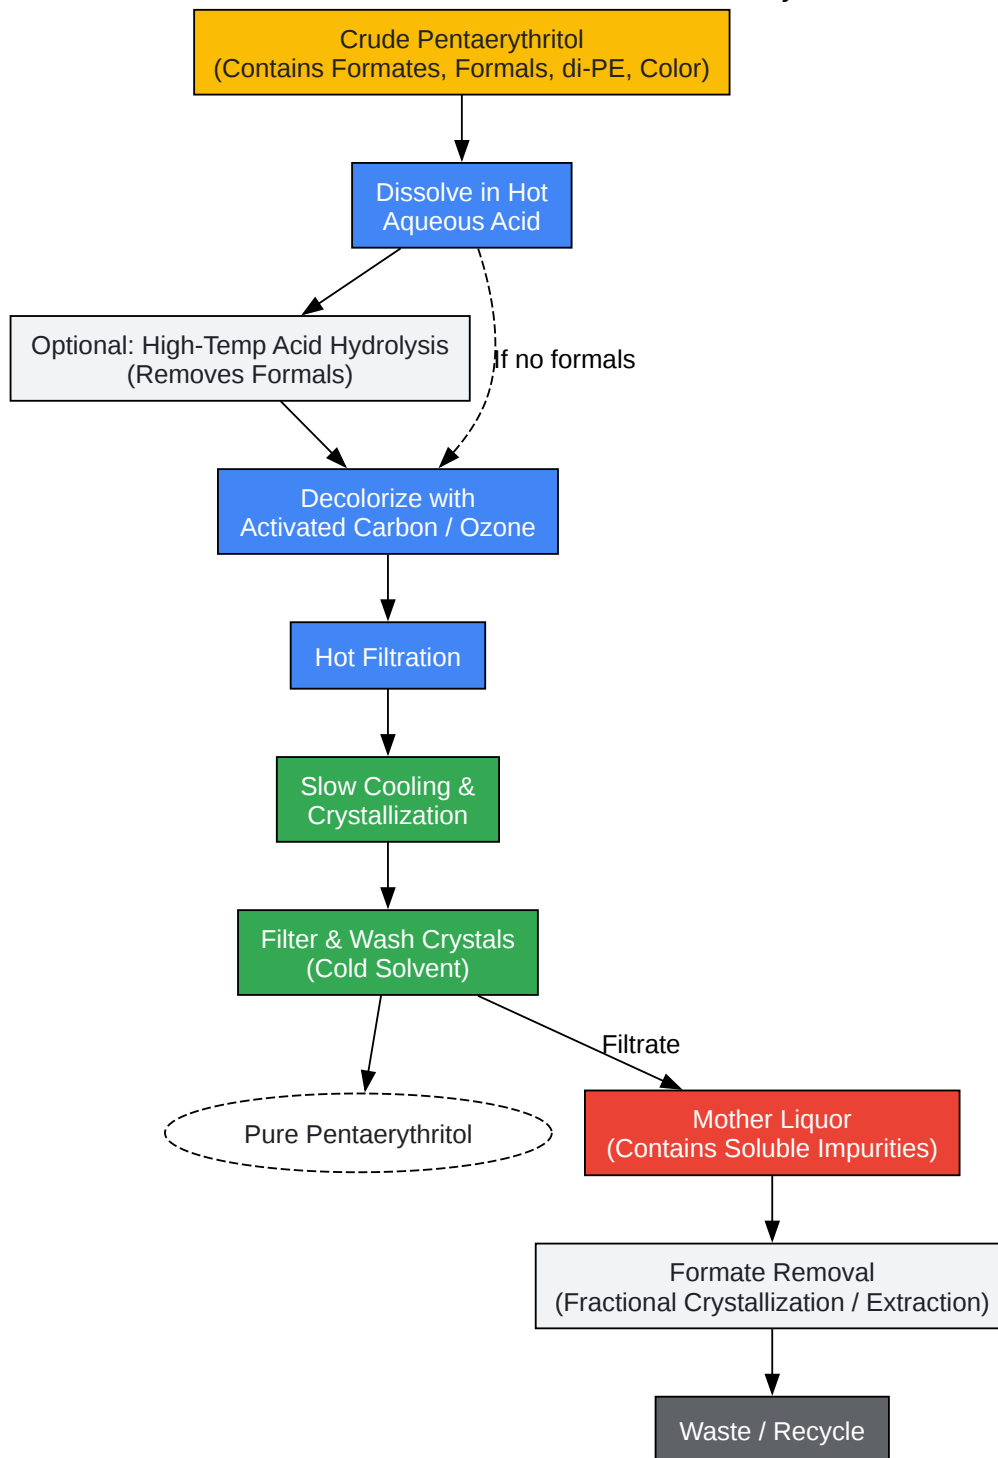 Crude Pentaerythritol
(Contains Formates, Formals, di-PE, Color)
Dissolve in Hot
Aqueous Acid
Optional: High-Temp Acid Hydrolysis
(Removes Formals)
If no formals
Decolorize with
Activated Carbon / Ozone
Hot Filtration
Slow Cooling &
Crystallization
Filter & Wash Crystals
(Cold Solvent)
Filtrate
Pure Pentaerythritol
Mother Liquor
(Contains Soluble Impurities)
Formate Removal
(Fractional Crystallization / Extraction)
Waste / Recycle